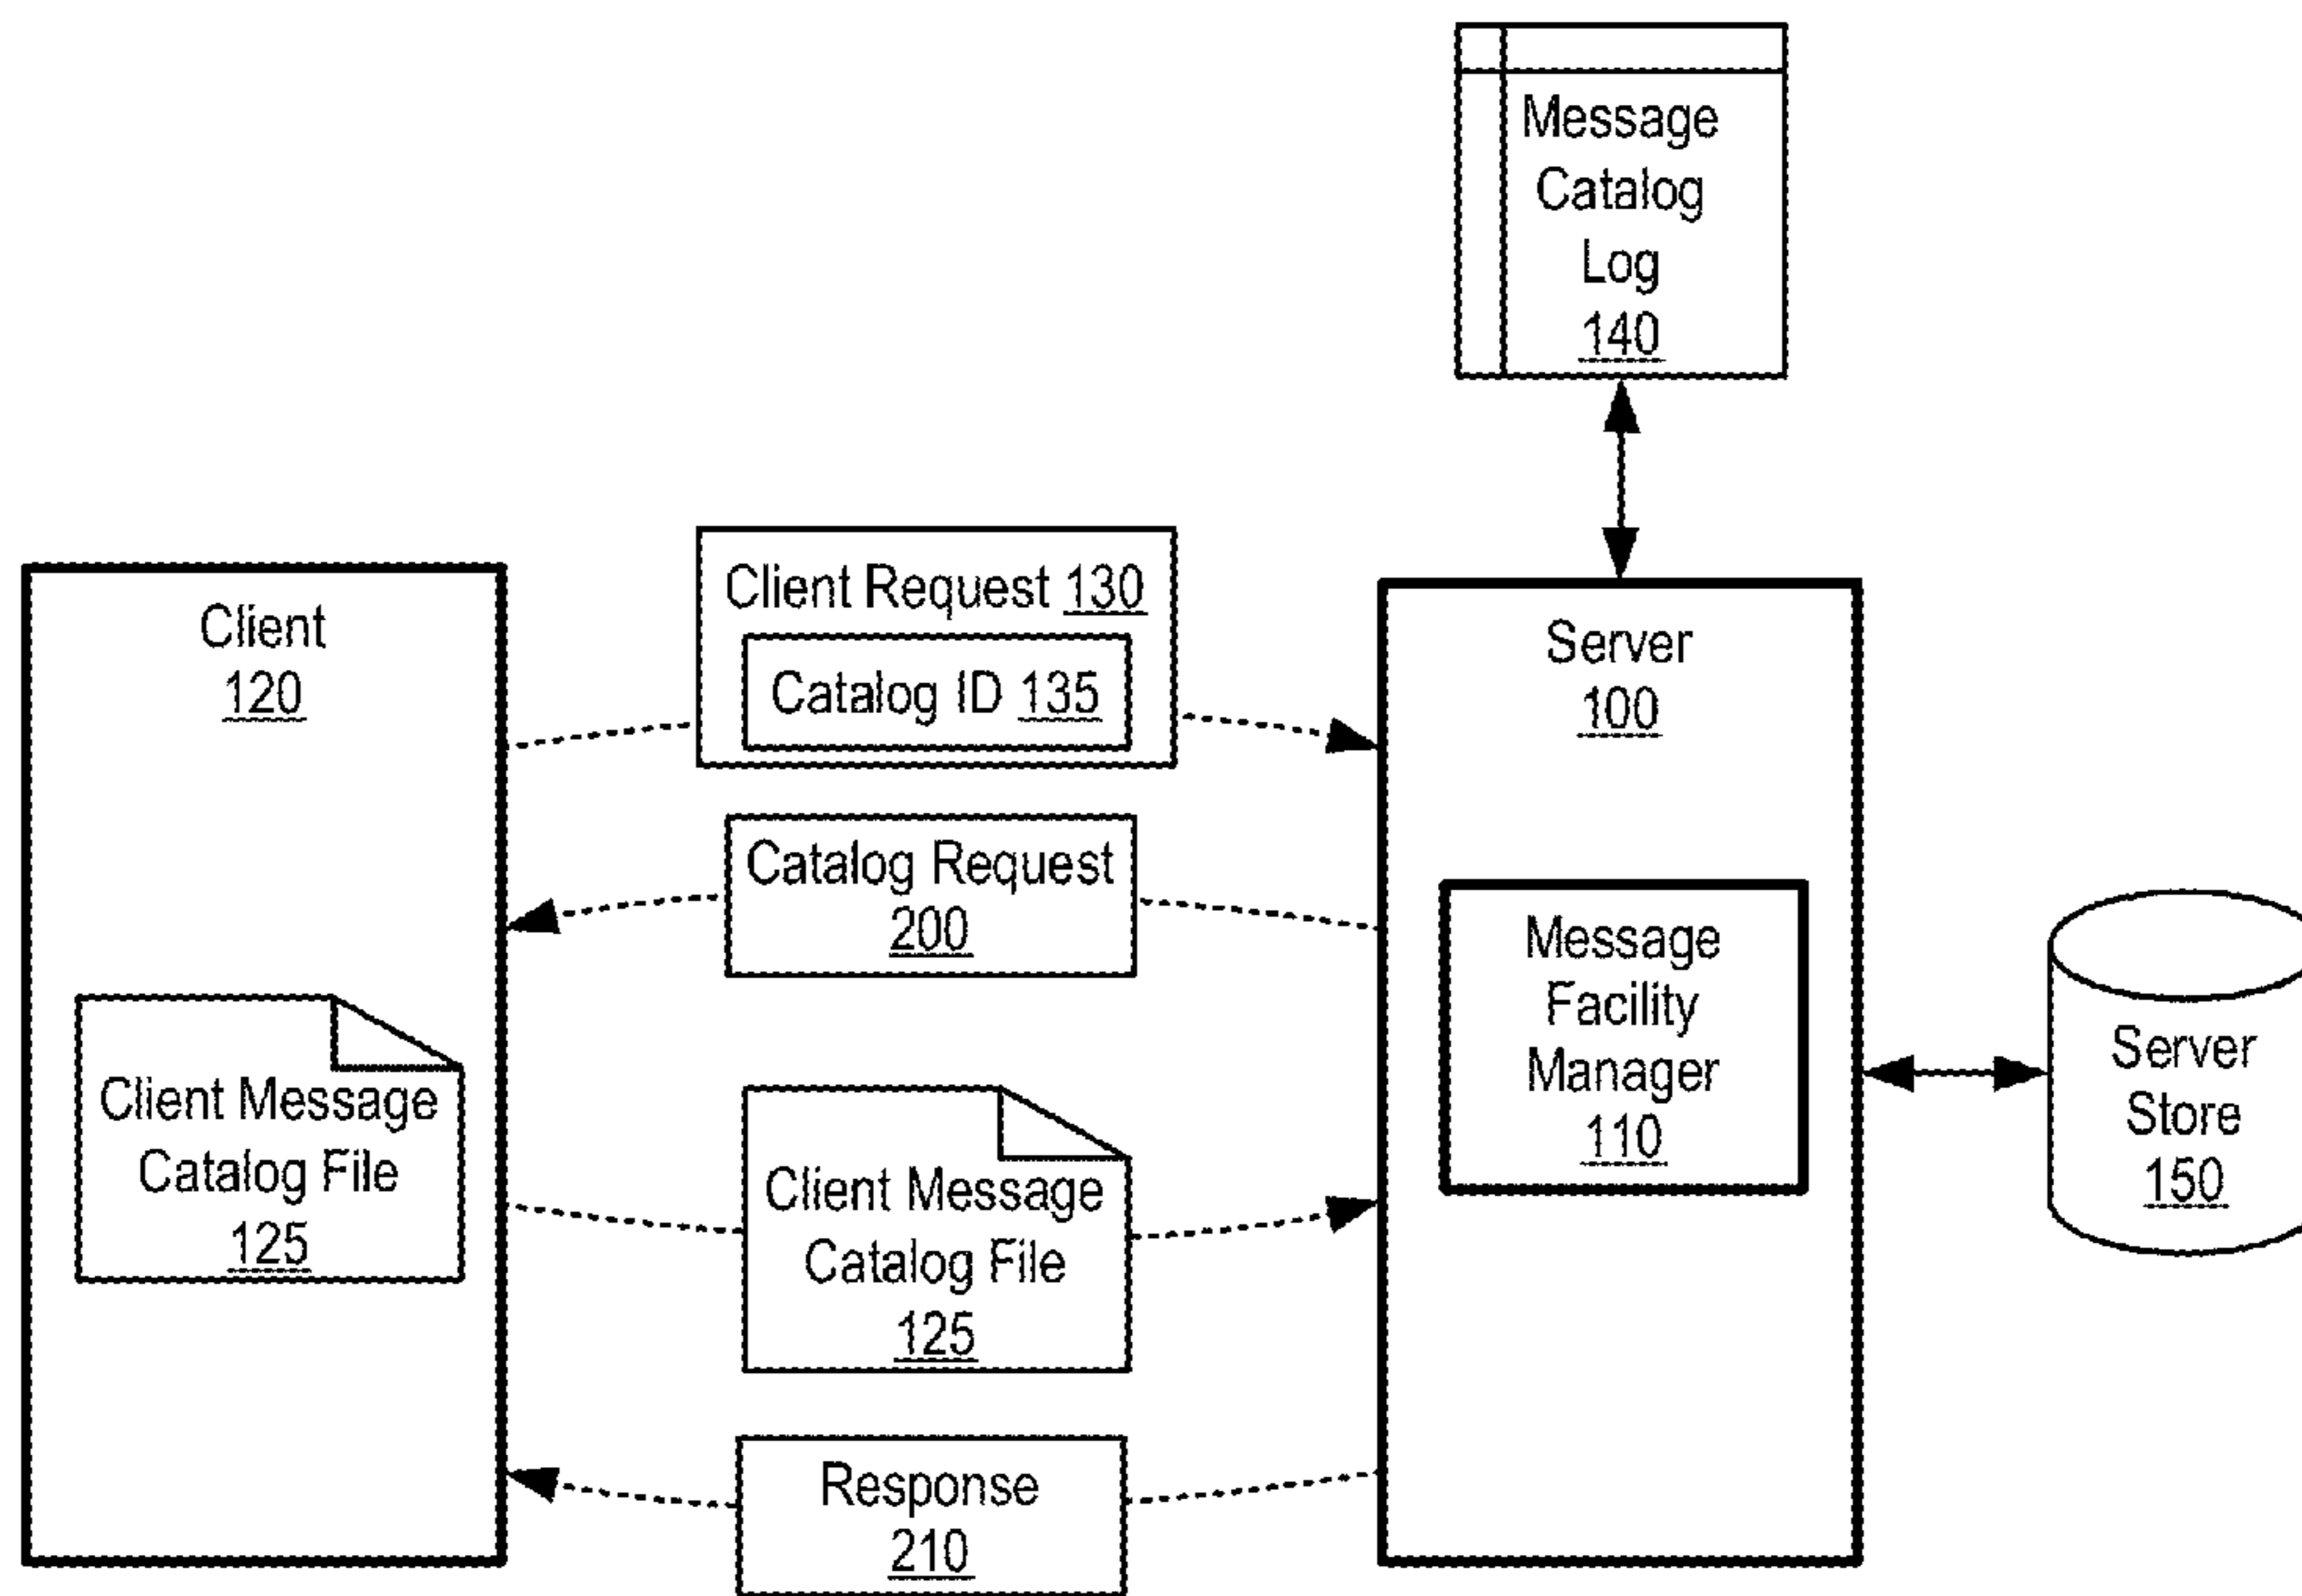 Message
Catalog
Log
140
Client Request 130
Catalog ID 135
Client
120
Server
100
Catalog Request
200
Message
Facility
Manager
110
Client Message
Catalog File
125
Client Message
Catalog File
125
Server
Store
150
Response
210